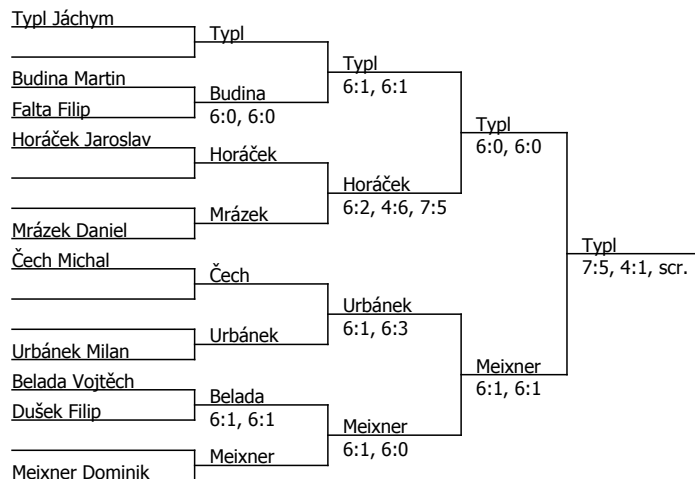 Typl Jáchym
Budina Martin
Falta Filip
Horáček Jaroslav
Mrázek Daniel
Čech Michal
Urbánek Milan
Belada Vojtěch
Dušek Filip
Meixner Dominik
Typl
Budina
6:0, 6:0
Horáček
Mrázek
Čech
Urbánek
Belada
6:1, 6:1
Meixner
Typl
6:1, 6:1
Horáček
6:2, 4:6, 7:5
Urbánek
6:1, 6:3
Meixner
6:1, 6:0
Typl
6:0, 6:0
Meixner
6:1, 6:1
Typl
7:5, 4:1, scr.